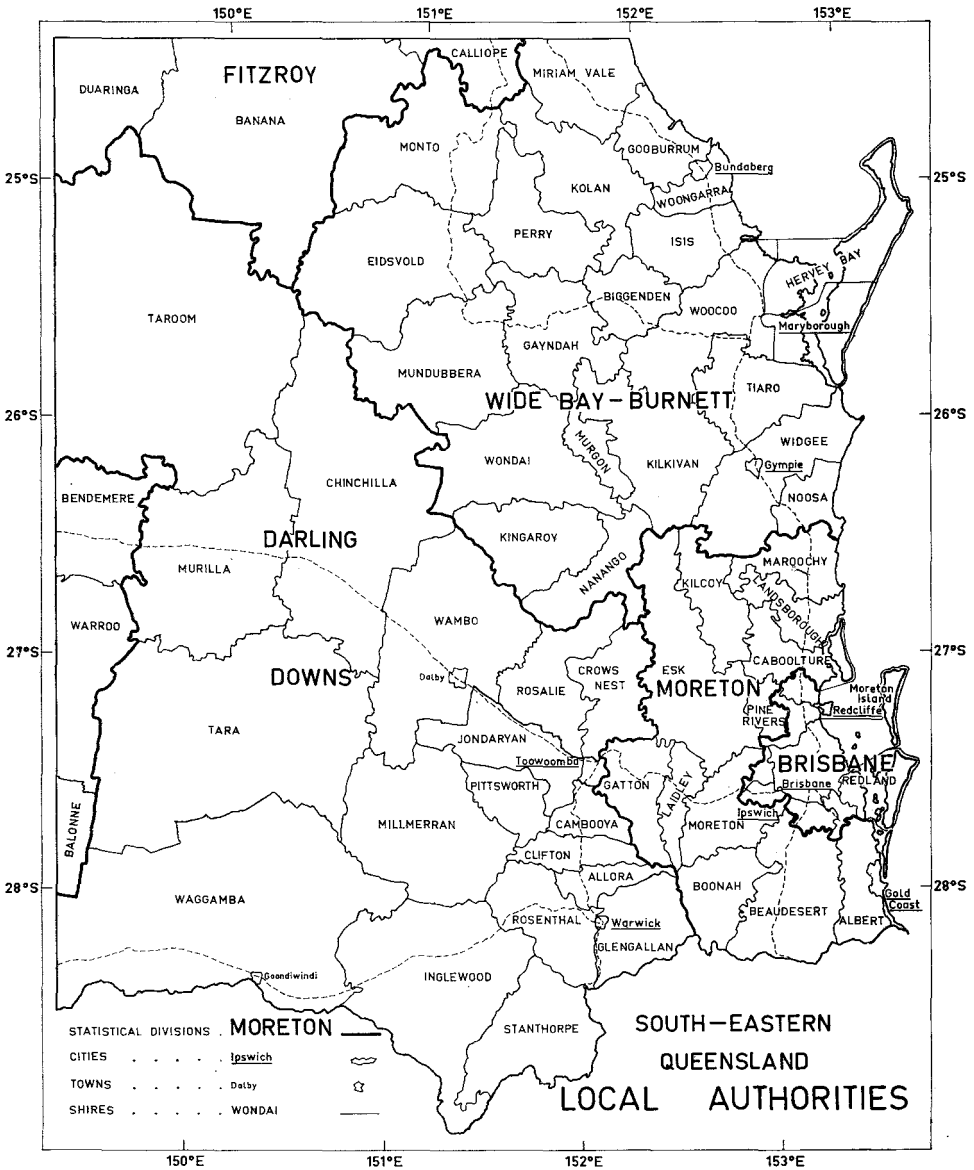 150°E 151°E 152°E 153°E
CALLIOPE
FITZROY
MIRIAM VALE
DUARINGA
BANANA
MONTO
GOOBURRUM
Bundaberg
25°S
25°S
KOLAN
WOONGARRA
PERRY
ISIS
EIDSVOLD
HERVEY BAY
BIGGENDEN
WOOCOO
TAROOM
Maryborough
GAYNDAH
MUNDUBBERA
TIARO
WIDE BAY-BURNETT
26°S
26°S
WIDGEE
MURGON
WONDAI
KILKIVAN
Gympie
CHINCHILLA
BENDEMERE
NOOSA
DARLING
KINGAROY
MURILLA
NANANGO
KILCOY
MAROOCHY
LANDSBOROUGH
WARROO
WAMBO
27°S
27°S
CABOOLTURE
DOWNS
Dalby
ROSALIE
CROWS NEST
ESK
MORETON
Moreton Island
Redcliffe
PINE RIVERS
TARA
JONDARYAN
Toowoomba
BRISBANE
Brisbane
REDLAND
PITTSWORTH
GATTON
LAIDLEY
Ipswich
BALONNE
MILLMERRAN
CAMBOOYA
MORETON
CLIFTON
ALLORA
28°S
28°S
WAGGAMBA
BOONAH
Gold Coast
BEAUDESERT
ALBERT
ROSENTHAL
Warwick
GLENGALLAN
Goondiwindi
INGLEWOOD
STANTHORPE
STATISTICAL DIVISIONS . MORETON
CITIES . . . . . Ipswich
TOWNS . . . . . Dalby
SHIRES . . . . . WONDAI
SOUTH-EASTERN
QUEENSLAND
LOCAL AUTHORITIES
150°E 151°E 152°E 153°E